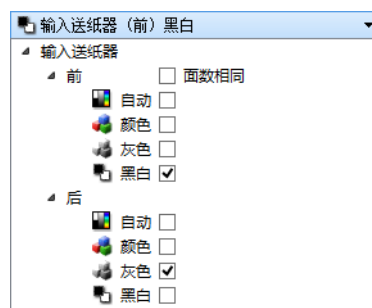 输入送纸器（前）黑白
输入送纸器
前 面数相同
自动
颜色
灰色
黑白
后
自动
颜色
灰色
黑白